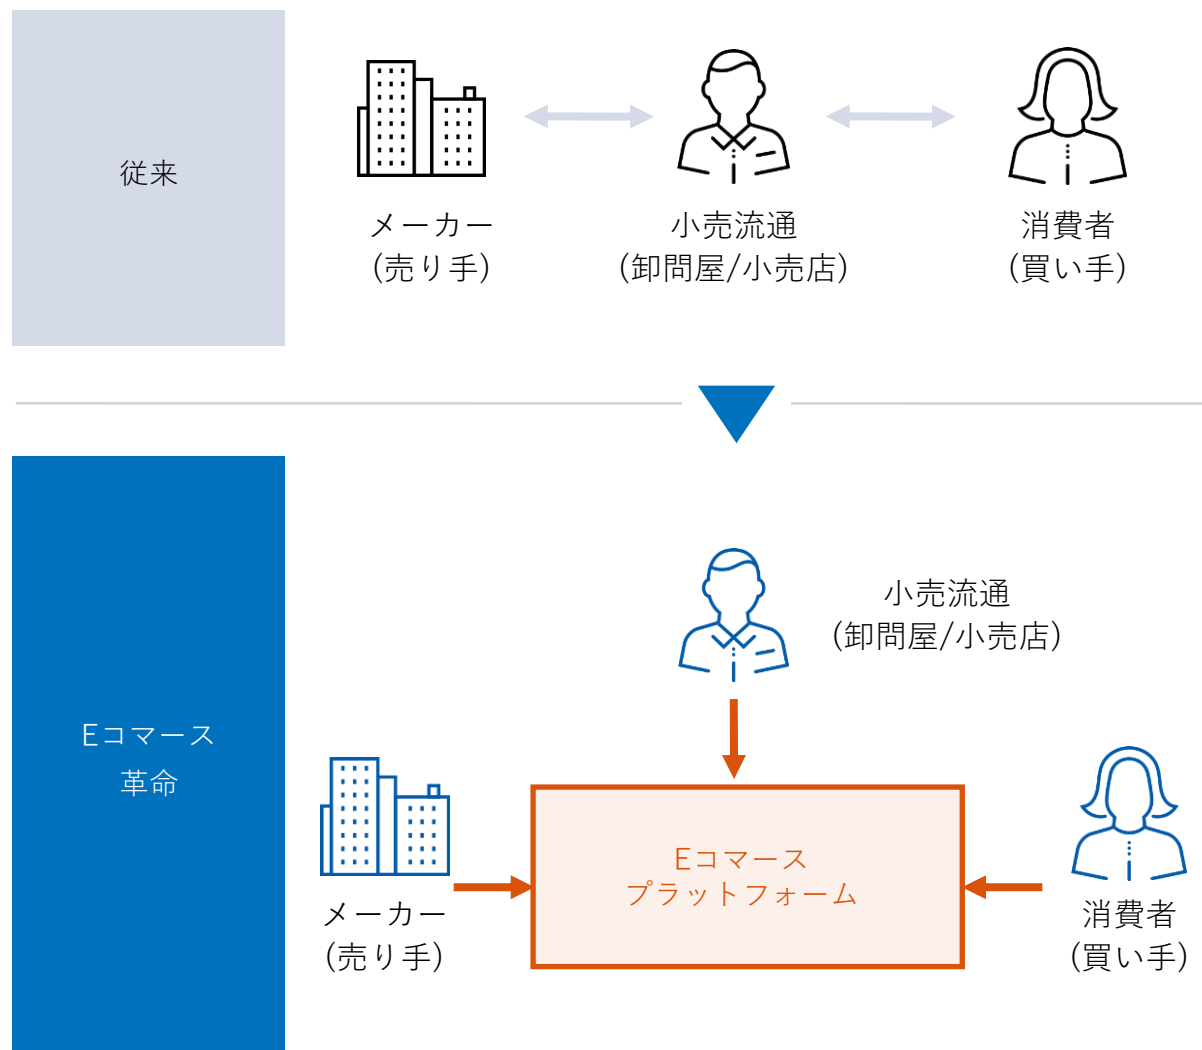 従来
メーカー
(売り手)
小売流通
(卸問屋/小売店)
消費者
(買い手)
Eコマース
革命
小売流通
(卸問屋/小売店)
メーカー
(売り手)
Eコマース
プラットフォーム
消費者
(買い手)